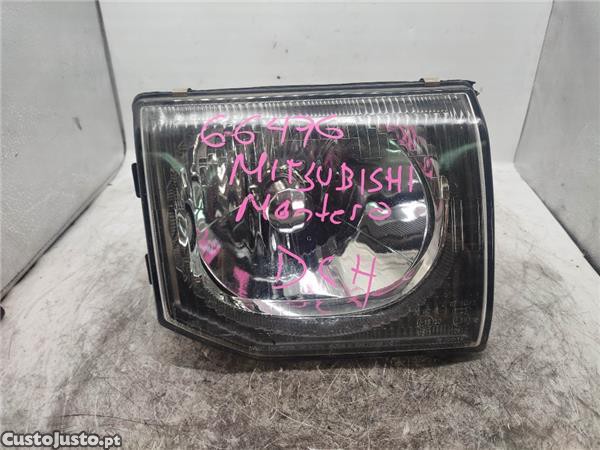 66476
MITSUBISHI
Montero
DCH
CustoJusto.pt